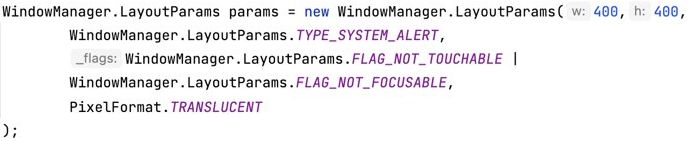 WindowManager.LayoutParams params = new WindowManager.LayoutParams( w: 400, h: 400,
WindowManager.LayoutParams.TYPE_SYSTEM_ALERT,
_flags: WindowManager.LayoutParams.FLAG_NOT_TOUCHABLE |
WindowManager.LayoutParams.FLAG_NOT_FOCUSABLE,
PixelFormat.TRANSLUCENT
);